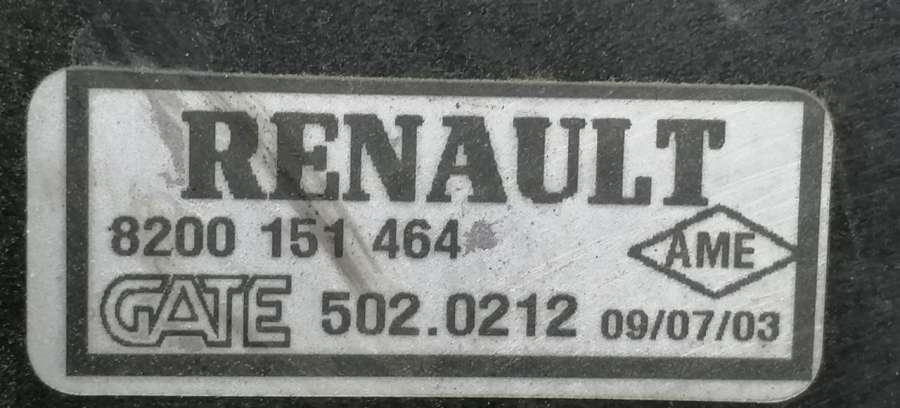 RENAULT
8200 151 464
AME
GATE 502.0212 09/07/03